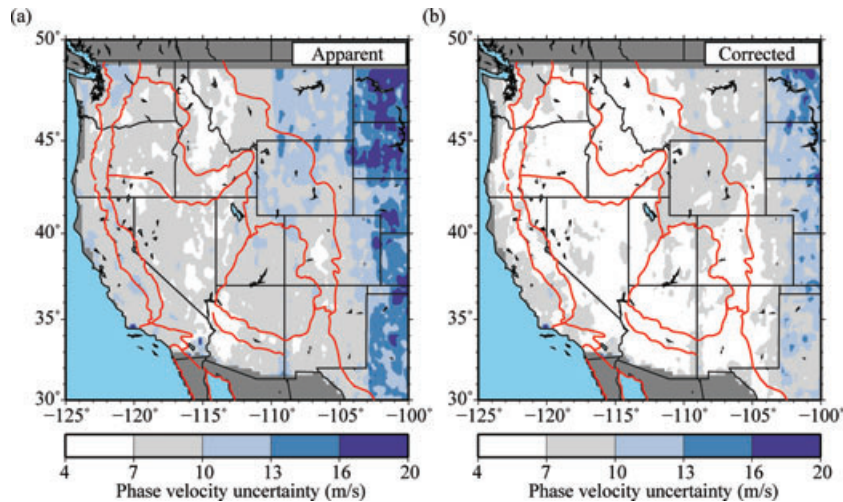 (a) (b)
50° 50°
Apparent Corrected
45° 45°
40° 40°
35° 35°
30° 30°
−125° −120° −115° −110° −105° −100° −125° −120° −115° −110° −105° −100°
4 7 10 13 16 20 4 7 10 13 16 20
Phase velocity uncertainty (m/s) Phase velocity uncertainty (m/s)